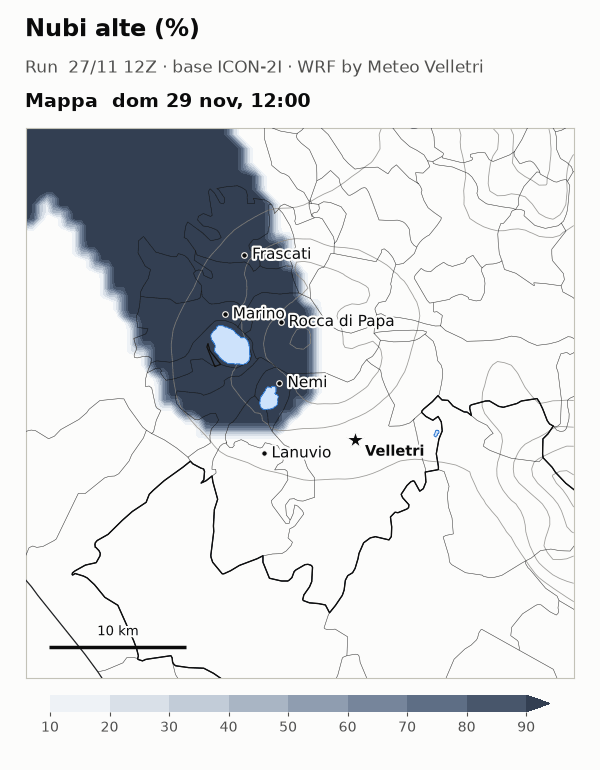 Nubi alte (%)
Run  27/11 12Z · base ICON-2I · WRF by Meteo Velletri
Mappa  dom 29 nov, 12:00
Frascati
Marino
Rocca di Papa
Nemi
Velletri
Lanuvio
10 km
10 20 30 40 50 60 70 80 90